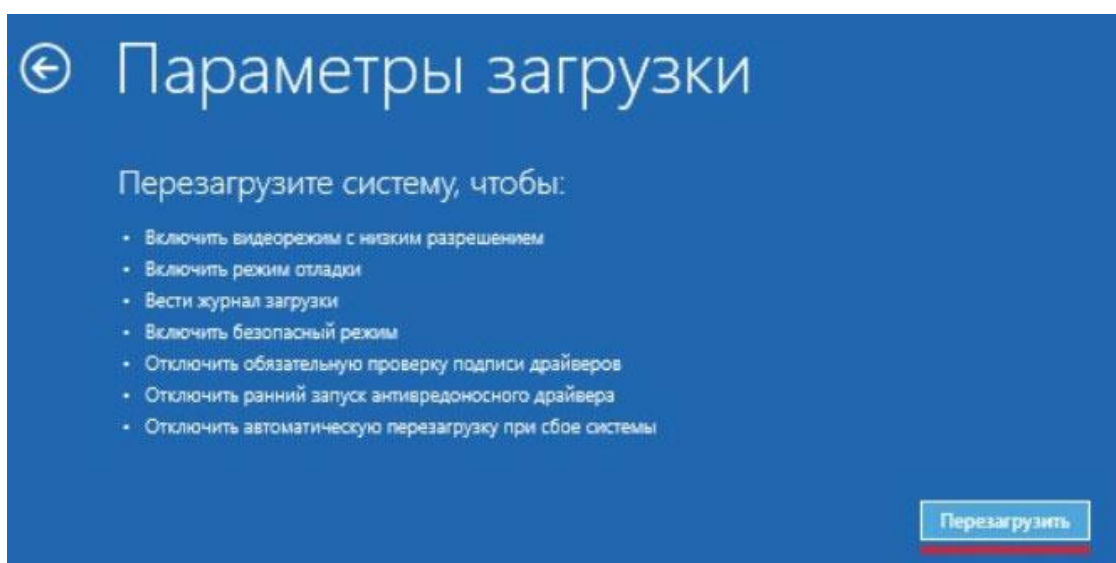 Параметры загрузки
Перезагрузите систему, чтобы:
• Включить видеорежим с низким разрешением
• Включить режим отладки
• Вести журнал загрузки
• Включить безопасный режим
• Отключить обязательную проверку подписи драйверов
• Отключить ранний запуск антивредоносного драйвера
• Отключить автоматическую перезагрузку при сбое системы
Перезагрузить